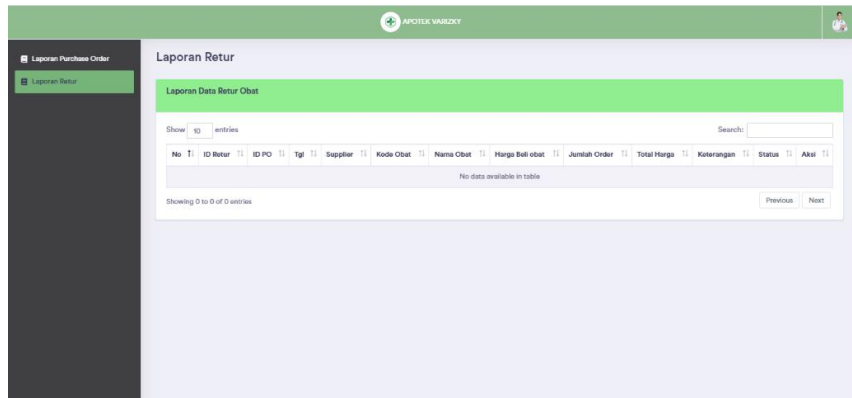 APOTEK VARIZKY
Laporan Purchase Order
Laporan Retur
Laporan Retur
Laporan Data Retur Obat
Show 10 entries
Search:
No ID Retur ID PO Tgl Supplier Kode Obat Nama Obat Harga Beli obat Jumlah Order Total Harga Keterangan Status Aksi
No data available in table
Showing 0 to 0 of 0 entries
Previous Next